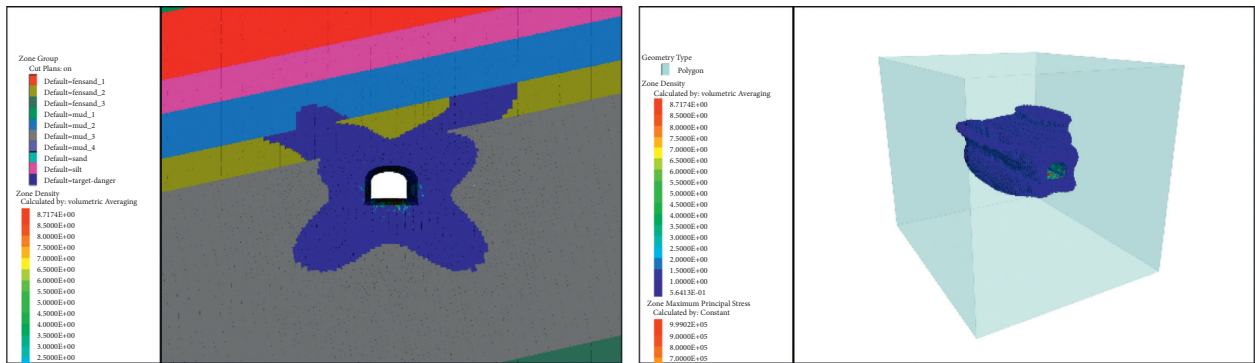 Zone Group
Cut Plans: on
Default=fensand_1
Default=fensand_2
Default=fensand_3
Default=mud_1
Default=mud_2
Default=mud_3
Default=mud_4
Default=sand
Default=silt
Default=target-danger
Zone Density
Calculated by: volumetric Averaging
8.7174E+00
8.5000E+00
8.0000E+00
7.5000E+00
7.0000E+00
6.5000E+00
6.0000E+00
5.5000E+00
5.0000E+00
4.5000E+00
4.0000E+00
3.5000E+00
3.0000E+00
2.5000E+00
Geometry Type
Polygon
Zone Density
Calculated by: volumetric Averaging
8.7174E+00
8.5000E+00
8.0000E+00
7.5000E+00
7.0000E+00
6.5000E+00
6.0000E+00
5.5000E+00
5.0000E+00
4.5000E+00
4.0000E+00
3.5000E+00
3.0000E+00
2.5000E+00
2.0000E+00
1.5000E+00
1.0000E+00
5.6413E-01
Zone Maximum Principal Stress
Calculated by: Constant
9.9902E+05
9.0000E+05
8.0000E+05
7.0000E+05